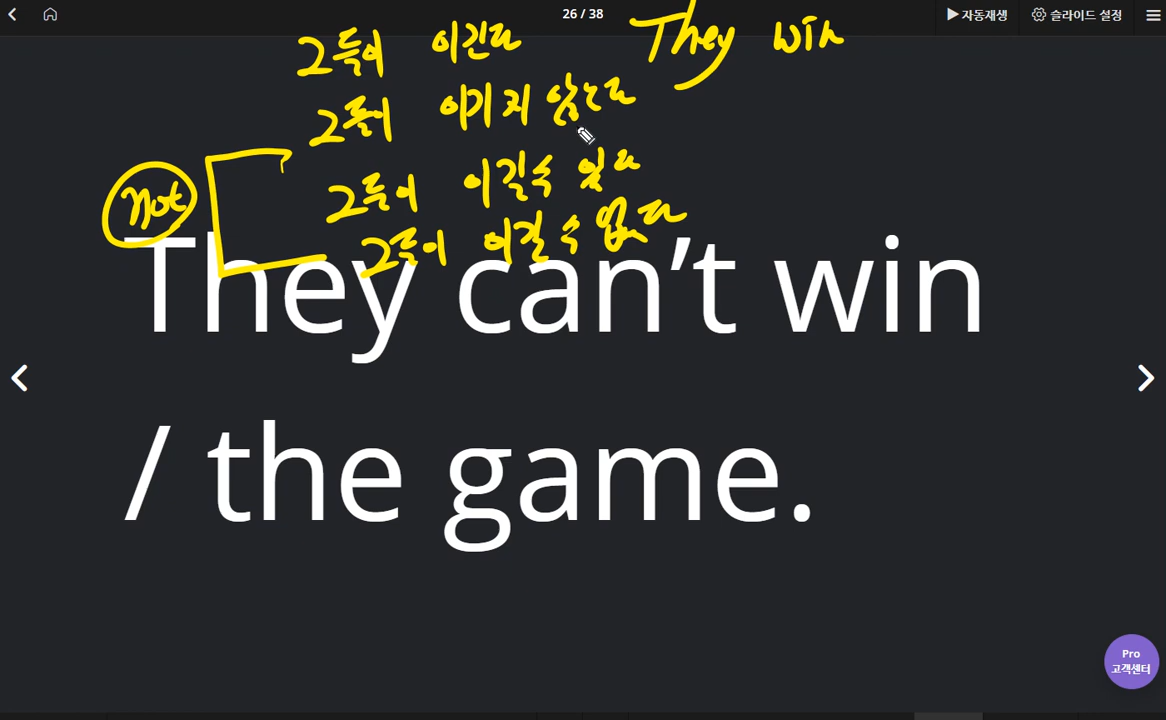 26 / 38
자동재생
슬라이드 설정
그들이 이긴다 They win
그들이 이기지 않는다
그들이 이길수 있다
not
그들이 이길수 없다
They can't win
/ the game.
Pro
고객센터